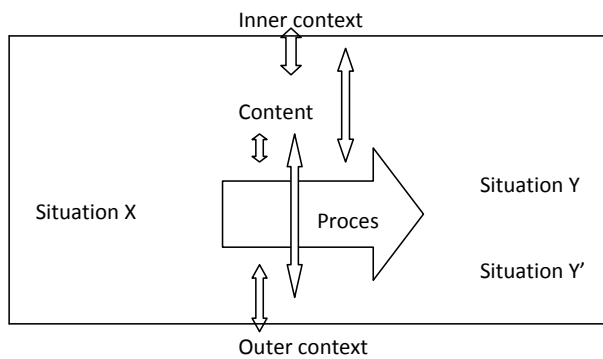 Inner context
Content
Situation X
Proces
Situation Y
Situation Y’
Outer context